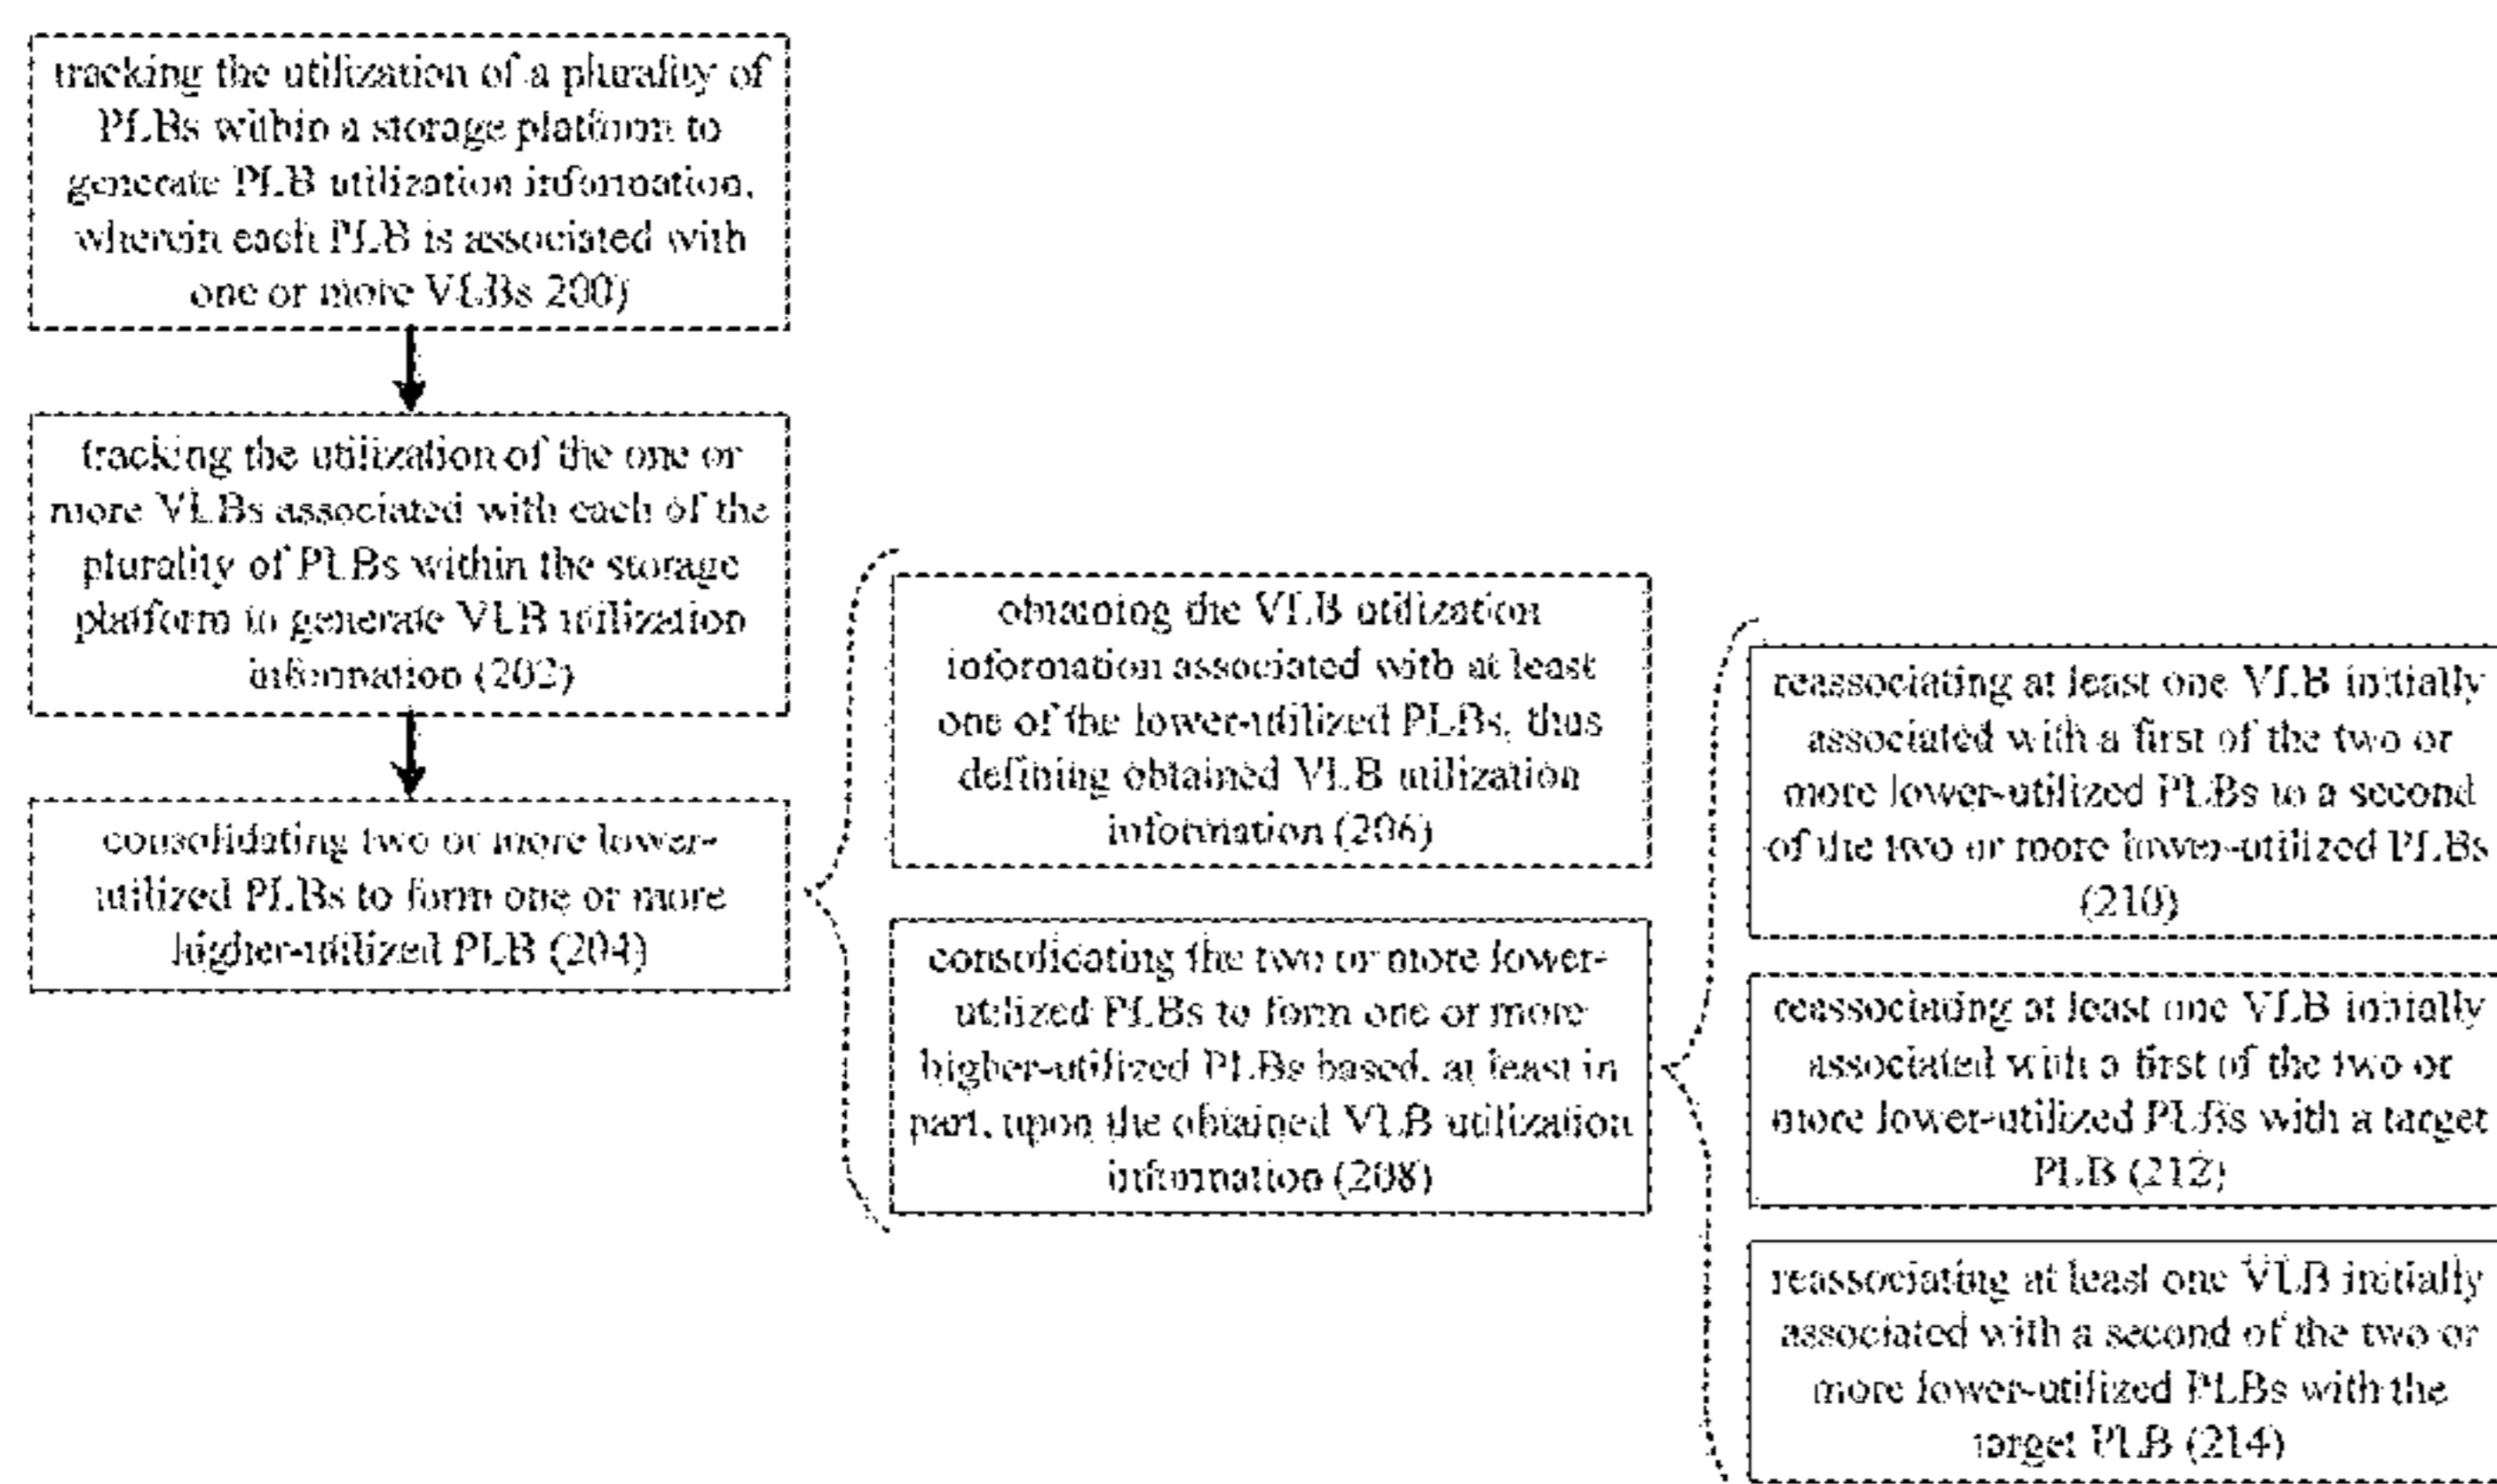 tracking the utilization of a plurality of
PLBs within a storage platform to
generate PLB utilization information,
wherein each PLB is associated with
one or more VLBs 200)
tracking the utilization of the one or
more VLBs associated with each of the
plurality of PLBs within the storage
platform to generate VLB utilization
information (202)
consolidating two or more lower-
utilized PLBs to form one or more
higher-utilized PLB (204)
obtaining the VLB utilization
information associated with at least
one of the lower-utilized PLBs, thus
defining obtained VLB utilization
information (206)
consolidating the two or more lower-
utilized PLBs to form one or more
higher-utilized PLBs based, at least in
part, upon the obtained VLB utilization
information (208)
reassociating at least one VLB initially
associated with a first of the two or
more lower-utilized PLBs to a second
of the two or more lower-utilized PLBs
(210)
reassociating at least one VLB initially
associated with a first of the two or
more lower-utilized PLBs with a target
PLB (212)
reassociating at least one VLB initially
associated with a second of the two or
more lower-utilized PLBs with the
target PLB (214)